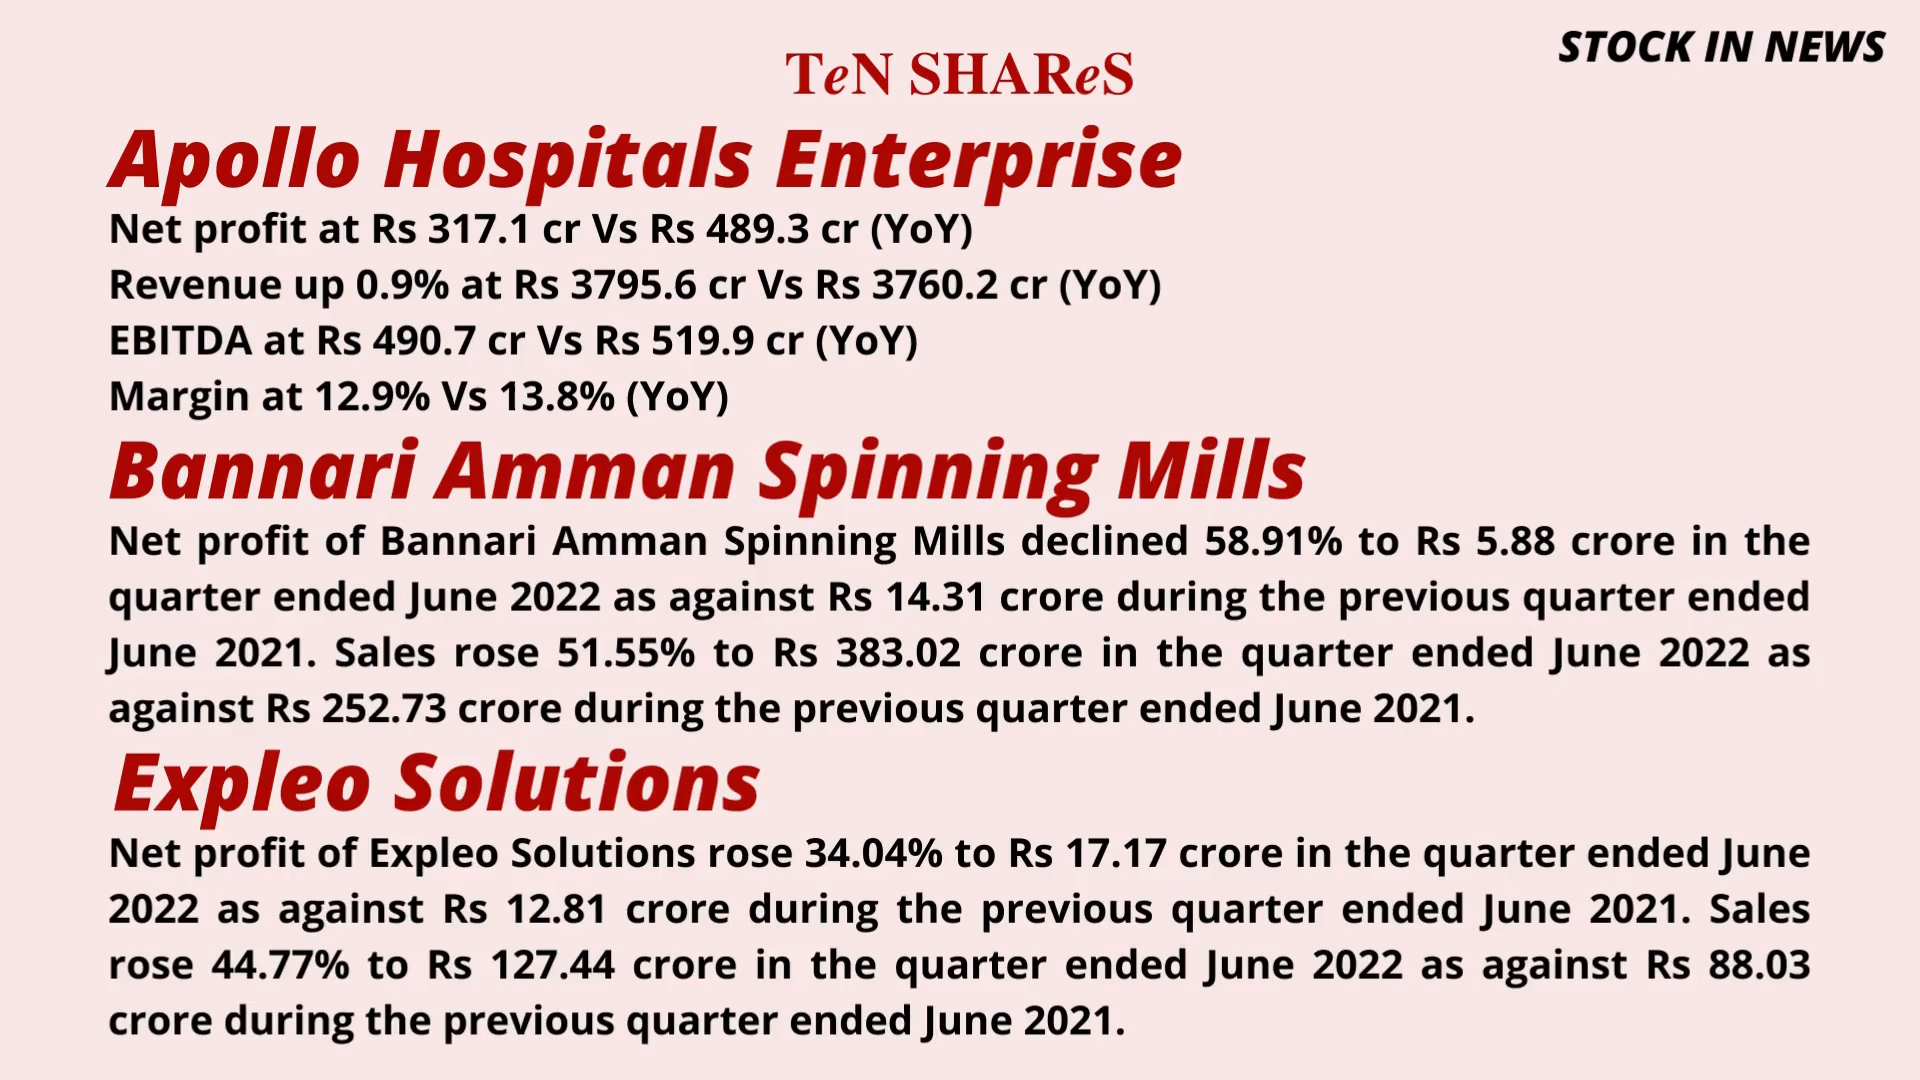 STOCK IN NEWS
TeN SHAReS
Apollo Hospitals Enterprise
Net profit at Rs 317.1 cr Vs Rs 489.3 cr (YoY)
Revenue up 0.9% at Rs 3795.6 cr Vs Rs 3760.2 cr (YoY)
EBITDA at Rs 490.7 cr Vs Rs 519.9 cr (YoY)
Margin at 12.9% Vs 13.8% (YoY)
Bannari Amman Spinning Mills
Net profit of Bannari Amman Spinning Mills declined 58.91% to Rs 5.88 crore in the
quarter ended June 2022 as against Rs 14.31 crore during the previous quarter ended
June 2021. Sales rose 51.55% to Rs 383.02 crore in the quarter ended June 2022 as
against Rs 252.73 crore during the previous quarter ended June 2021.
Expleo Solutions
Net profit of Expleo Solutions rose 34.04% to Rs 17.17 crore in the quarter ended June
2022 as against Rs 12.81 crore during the previous quarter ended June 2021. Sales
rose 44.77% to Rs 127.44 crore in the quarter ended June 2022 as against Rs 88.03
crore during the previous quarter ended June 2021.